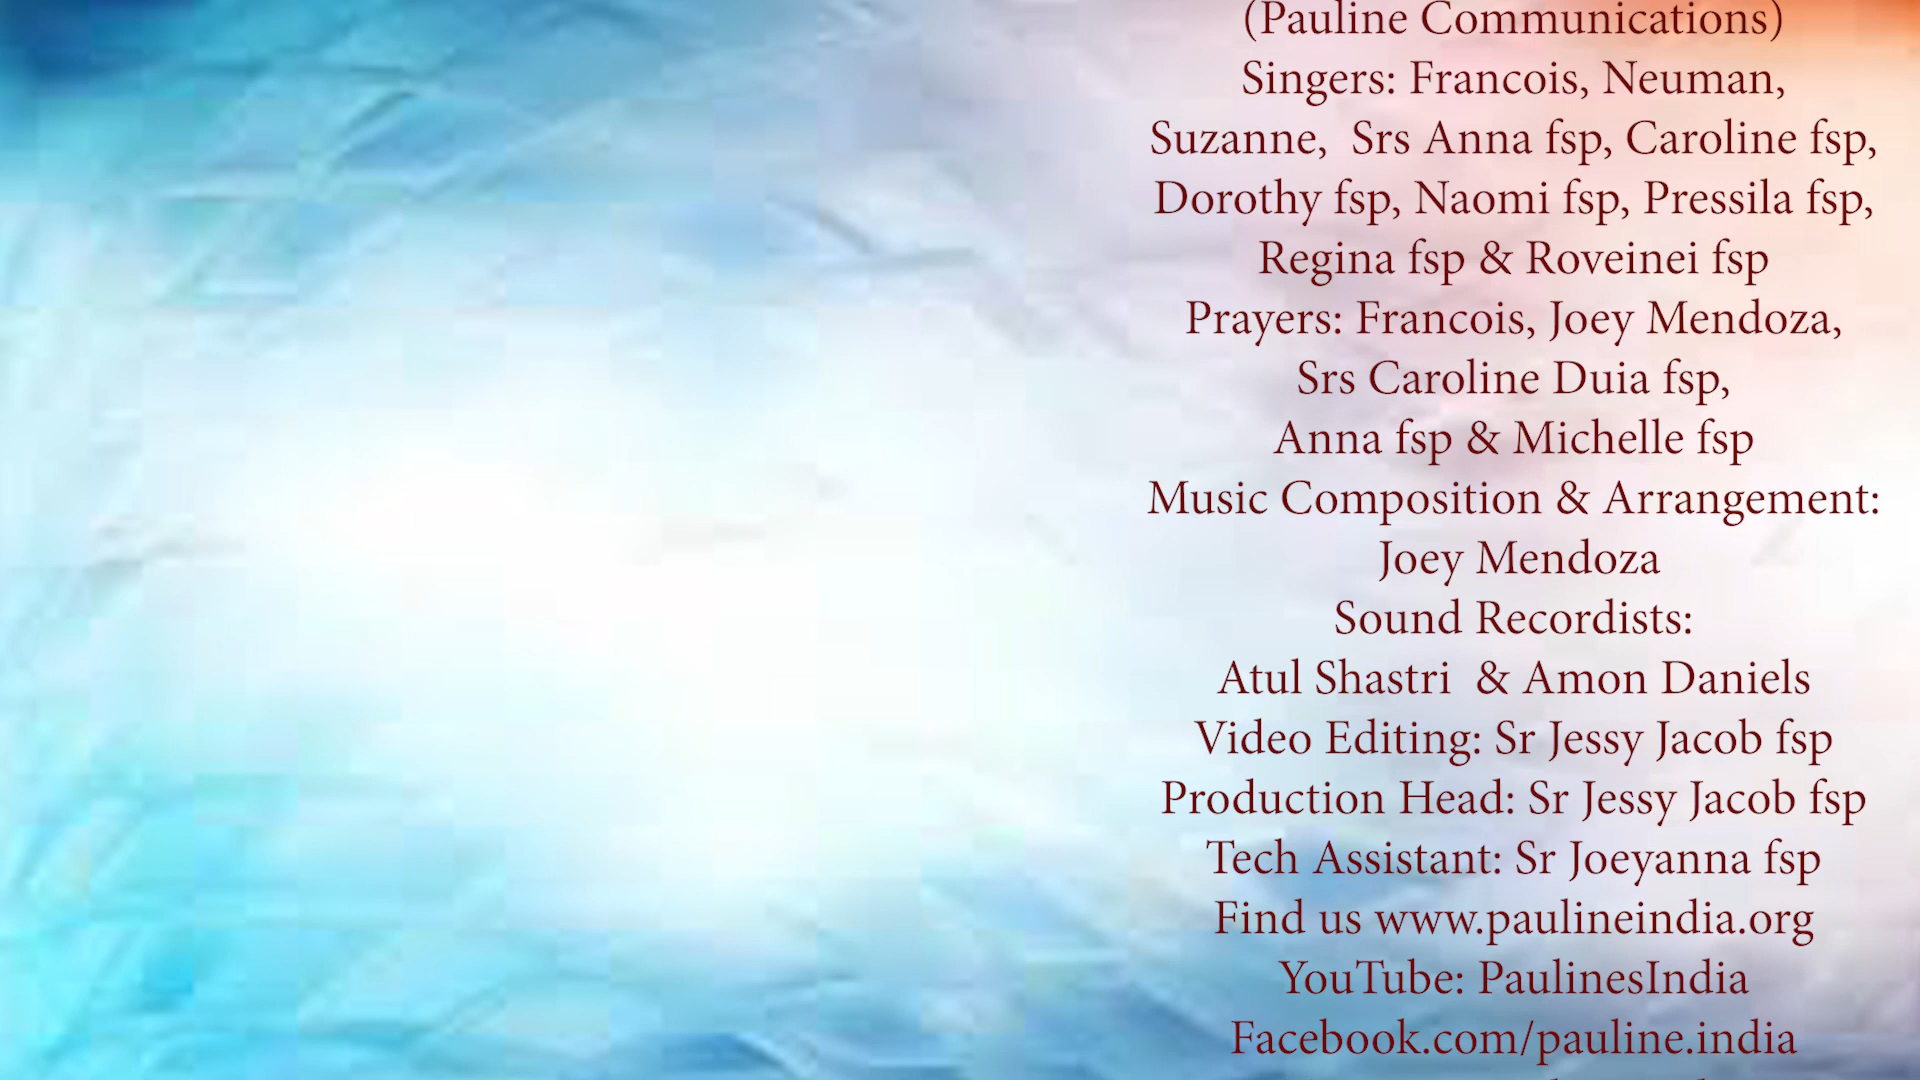 (Pauline Communications)
Singers: Francois, Neuman,
Suzanne, Srs Anna fsp, Caroline fsp,
Dorothy fsp, Naomi fsp, Pressila fsp,
Regina fsp & Roveinei fsp
Prayers: Francois, Joey Mendoza,
Srs Caroline Duia fsp,
Anna fsp & Michelle fsp
Music Composition & Arrangement:
Joey Mendoza
Sound Recordists:
Atul Shastri & Amon Daniels
Video Editing: Sr Jessy Jacob fsp
Production Head: Sr Jessy Jacob fsp
Tech Assistant: Sr Joeyanna fsp
Find us www.paulineindia.org
YouTube: PaulinesIndia
Facebook.com/pauline.india